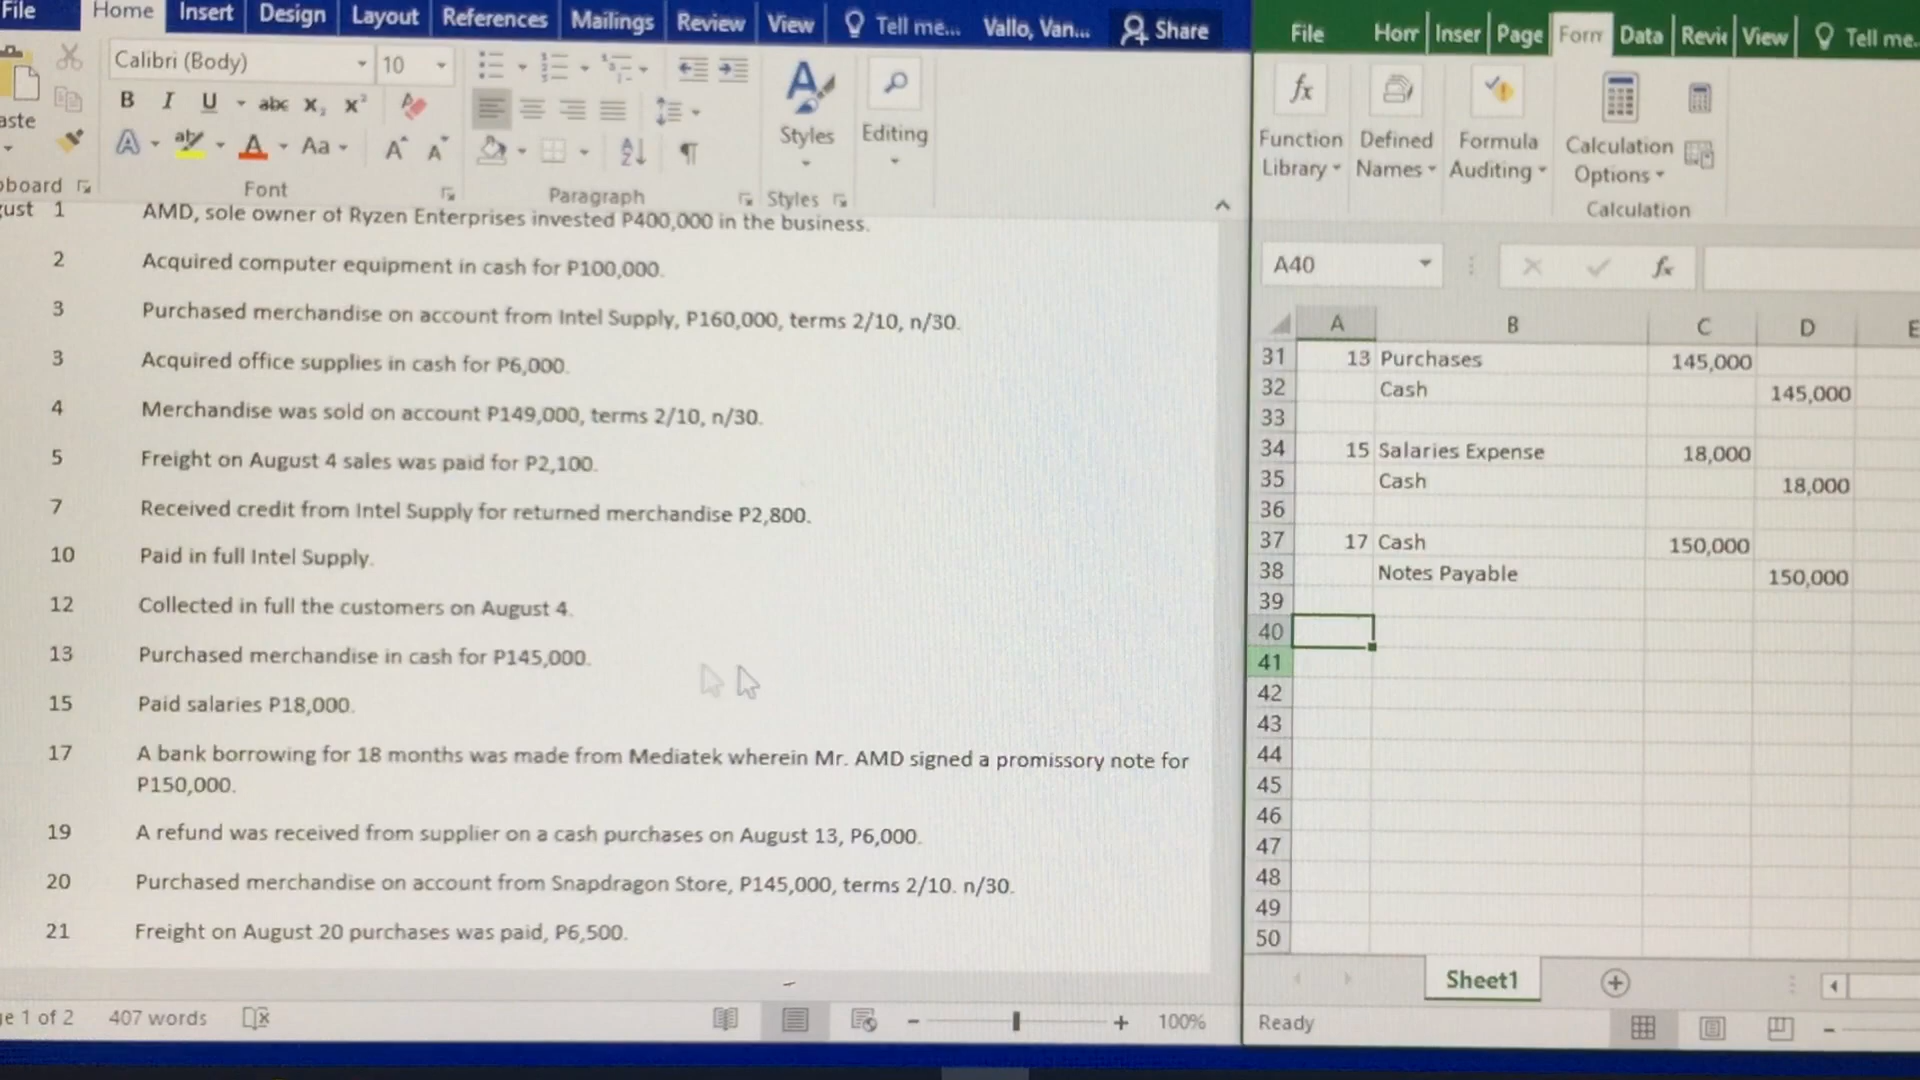 File Home Insert Design Layout References Mailings Review View Tell me... Vallo, Van... Share
Calibri (Body) 10
B I U abc X₂ X²
A aby A Aa A A
Font
Paragraph
Styles
Editing
Styles
1 AMD, sole owner of Ryzen Enterprises invested P400,000 in the business.
2 Acquired computer equipment in cash for P100,000.
3 Purchased merchandise on account from Intel Supply, P160,000, terms 2/10, n/30.
3 Acquired office supplies in cash for P6,000.
4 Merchandise was sold on account P149,000, terms 2/10, n/30.
5 Freight on August 4 sales was paid for P2,100.
7 Received credit from Intel Supply for returned merchandise P2,800.
10 Paid in full Intel Supply.
12 Collected in full the customers on August 4.
13 Purchased merchandise in cash for P145,000.
15 Paid salaries P18,000.
17 A bank borrowing for 18 months was made from Mediatek wherein Mr. AMD signed a promissory note for
P150,000.
19 A refund was received from supplier on a cash purchases on August 13, P6,000.
20 Purchased merchandise on account from Snapdragon Store, P145,000, terms 2/10. n/30.
21 Freight on August 20 purchases was paid, P6,500.
1 of 2 407 words 100%
File Inser Page Data View Tell me.
Function
Library
Defined
Names
Formula
Auditing
Calculation
Options
Calculation
A40 fx
A B C D E
31 13 Purchases 145,000
32 Cash 145,000
33
34 15 Salaries Expense 18,000
35 Cash 18,000
36
37 17 Cash 150,000
38 Notes Payable 150,000
39
40
41
42
43
44
45
46
47
48
49
50
Sheet1
Ready